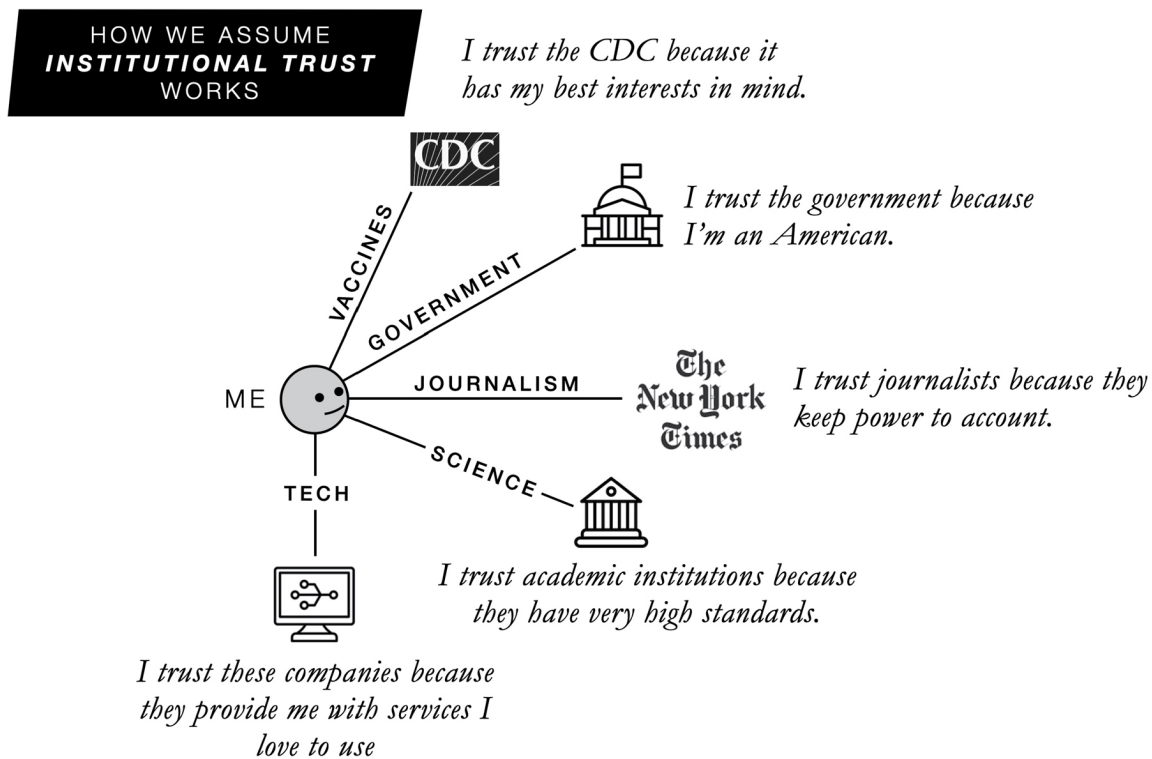 HOW WE ASSUME
INSTITUTIONAL TRUST
WORKS
I trust the CDC because it
has my best interests in mind.
CDC
VACCINES
I trust the government because
I'm an American.
GOVERNMENT
ME
JOURNALISM
The
New York
Times
I trust journalists because they
keep power to account.
SCIENCE
TECH
I trust academic institutions because
they have very high standards.
I trust these companies because
they provide me with services I
love to use